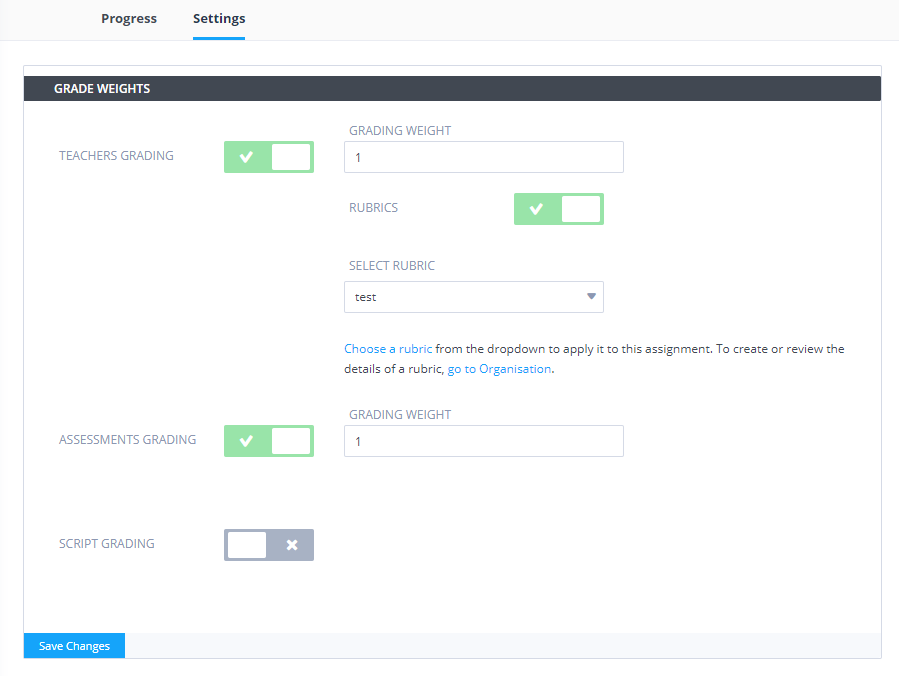 Progress
Settings
GRADE WEIGHTS
GRADING WEIGHT
TEACHERS GRADING
1
RUBRICS
SELECT RUBRIC
test
Choose a rubric from the dropdown to apply it to this assignment. To create or review the
details of a rubric, go to Organisation.
GRADING WEIGHT
ASSESSMENTS GRADING
1
SCRIPT GRADING
Save Changes